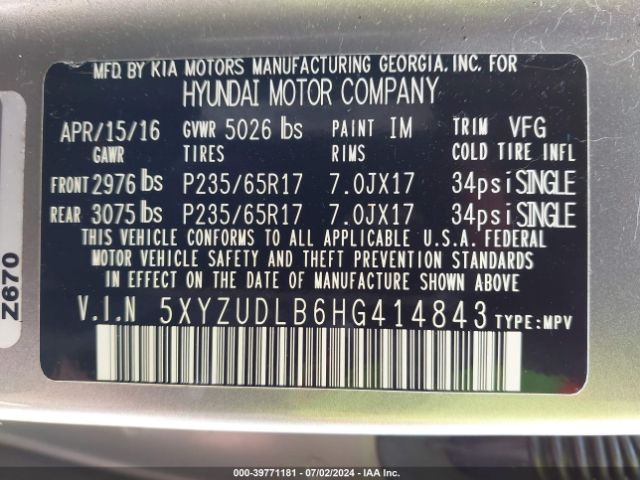 MFD. BY KIA MOTORS MANUFACTURING GEORGIA. INC. FOR
HYUNDAI MOTOR COMPANY
APR/15/16 GVWR 5026 lbs PAINT IM TRIM VFG
GAWR TIRES RIMS COLD TIRE INFL
FRONT 2976 lbs P235/65R17 7.0JX17 34psi SINGLE
REAR 3075 lbs P235/65R17 7.0JX17 34psi SINGLE
THIS VEHICLE CONFORMS TO ALL APPLICABLE U.S.A. FEDERAL
MOTOR VEHICLE SAFETY AND THEFT PREVENTION STANDARDS
IN EFFECT ON THE DATE OF MANUFACTURE SHOWN ABOVE.
V.I.N 5XYZUDLB6HG414843 TYPE:MPV
Z670
000-39771181 - 07/02/2024 - IAA Inc.